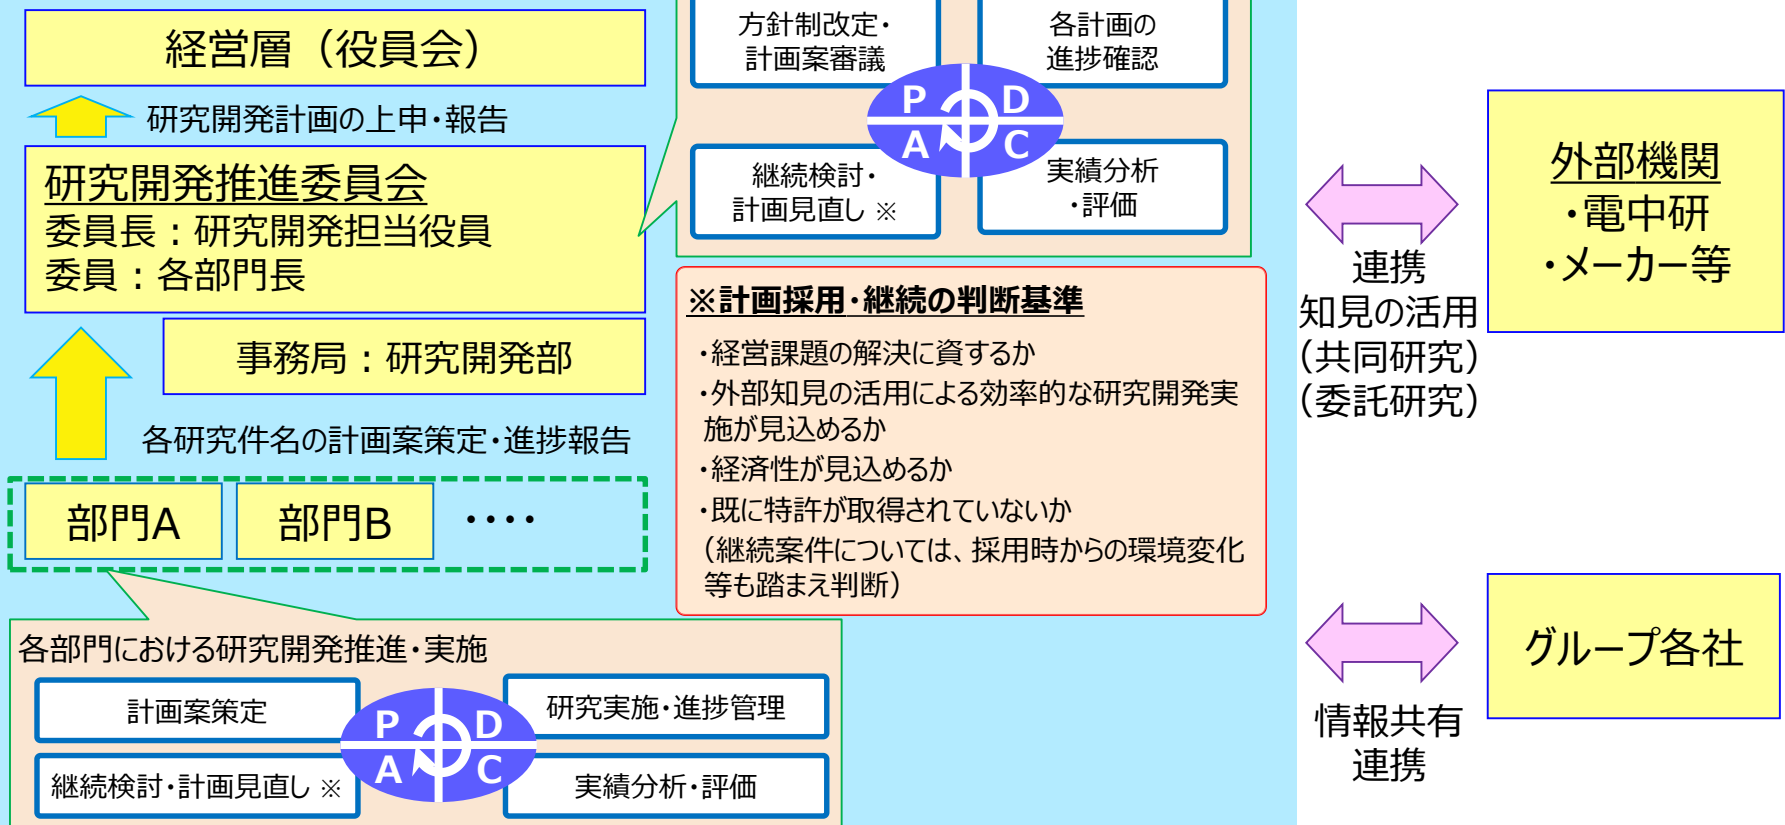 経営層（役員会）
研究開発計画の上申・報告
研究開発推進委員会
委員長：研究開発担当役員
委員：各部門長
事務局：研究開発部
各研究件名の計画案策定・進捗報告
部門A
部門B
・・・・
各部門における研究開発推進・実施
計画案策定
研究実施・進捗管理
P
D
A
C
継続検討・計画見直し ※
実績分析・評価
方針制改定・
計画案審議
各計画の
進捗確認
P
D
A
C
継続検討・
計画見直し ※
実績分析
・評価
※計画採用・継続の判断基準
・経営課題の解決に資するか
・外部知見の活用による効率的な研究開発実
施が見込めるか
・経済性が見込めるか
・既に特許が取得されていないか
（継続案件については、採用時からの環境変化
等も踏まえ判断）
連携
知見の活用
（共同研究）
（委託研究）
外部機関
・電中研
・メーカー等
情報共有
連携
グループ各社